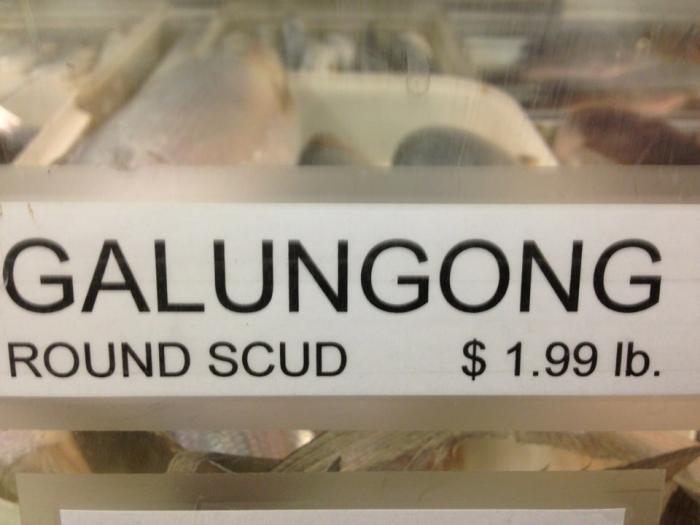 GALUNGONG
ROUND SCUD $ 1.99 lb.